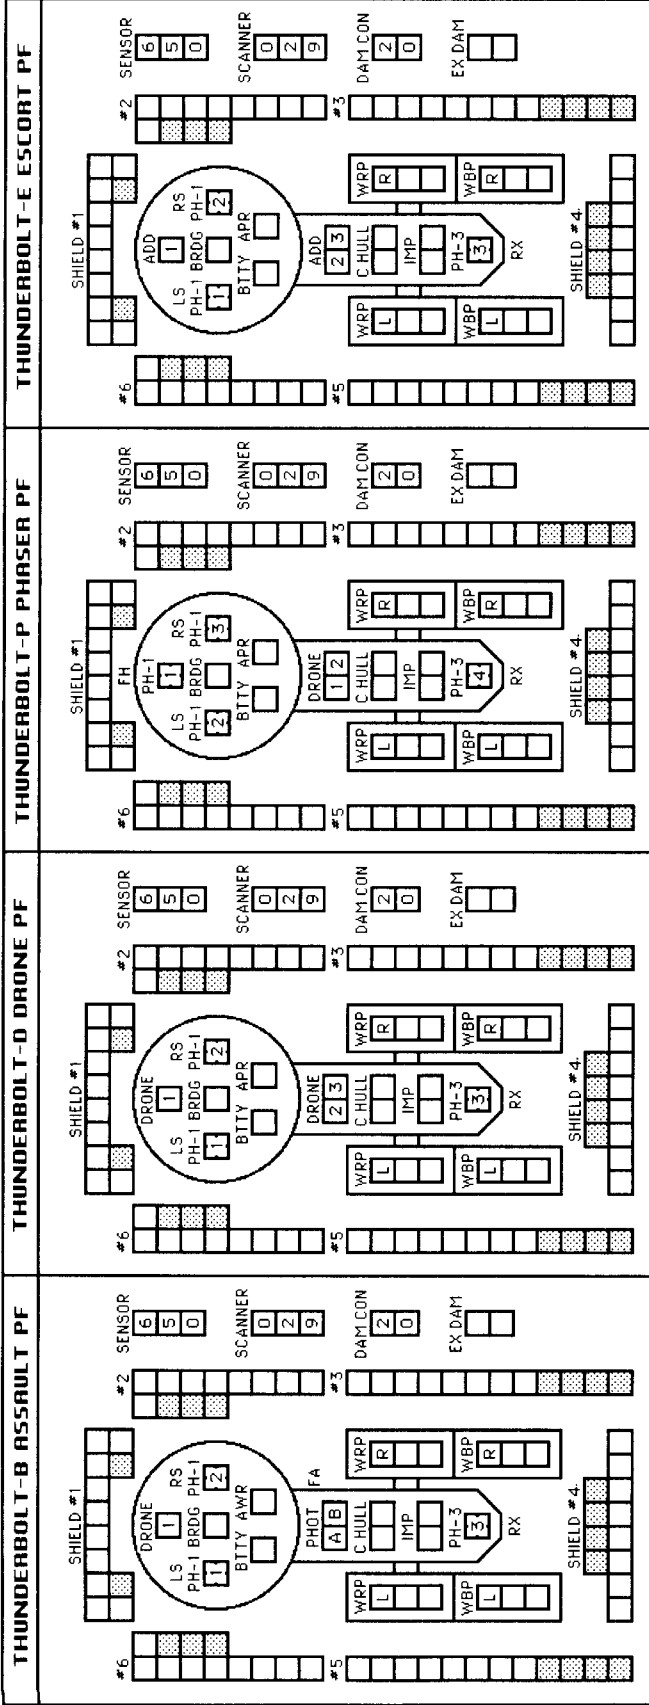 THUNDERBOLT-B ASSAULT PF
SHIELD #1
#6
#2
DRONE
1
LS
RS
PH-1 BRDG PH-1
1
2
BTTY AWR
PHOT
A B
FA
C HULL
IMP
PH-3
3
RX
WRP
L
WBP
L
WRP
R
WBP
R
#5
#3
SHIELD #4
SENSOR
6 5 0
SCANNER
0 2 9
DAM CON
2 0
EX DAM
THUNDERBOLT-D DRONE PF
SHIELD #1
#6
#2
DRONE
1
LS
RS
PH-1 BRDG PH-1
1
2
BTTY APR
DRONE
2 3
C HULL
IMP
PH-3
3
RX
WRP
L
WBP
L
WRP
R
WBP
R
#5
#3
SHIELD #4
SENSOR
6 5 0
SCANNER
0 2 9
DAM CON
2 0
EX DAM
THUNDERBOLT-P PHASER PF
SHIELD #1
#6
#2
FH
PH-1
1
LS
RS
PH-1 BRDG PH-1
2
3
BTTY APR
DRONE
1 2
C HULL
IMP
PH-3
4
RX
WRP
L
WBP
L
WRP
R
WBP
R
#5
#3
SHIELD #4
SENSOR
6 5 0
SCANNER
0 2 9
DAM CON
2 0
EX DAM
THUNDERBOLT-E ESCORT PF
SHIELD #1
#6
#2
ADD
1
LS
RS
PH-1 BRDG PH-1
1
2
BTTY APR
ADD
2 3
C HULL
IMP
PH-3
3
RX
WRP
L
WBP
L
WRP
R
WBP
R
#5
#3
SHIELD #4
SENSOR
6 5 0
SCANNER
0 2 9
DAM CON
2 0
EX DAM